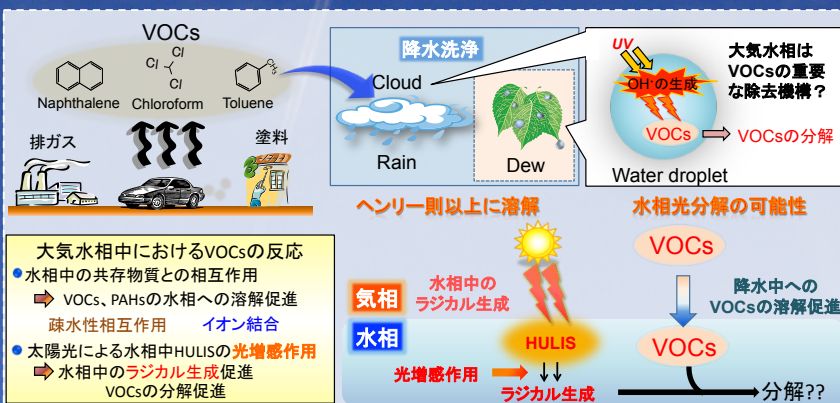 VOCs
Cl
Cl
Cl
CH₃
Naphthalene
Chloroform
Toluene
排ガス
塗料
降水洗浄
Cloud
Rain
Dew
UV
OH･の生成
VOCs
大気水相は
VOCsの重要
な除去機構？
VOCsの分解
Water droplet
ヘンリー則以上に溶解
水相光分解の可能性
大気水相中におけるVOCsの反応
水相中の共存物質との相互作用
VOCs、PAHsの水相への溶解促進
疎水性相互作用 イオン結合
太陽光による水相中HULISの光増感作用
水相中のラジカル生成促進
VOCsの分解促進
気相
水相中の
ラジカル生成
水相
HULIS
光増感作用
ラジカル生成
VOCs
降水中への
VOCsの溶解促進
VOCs
分解??